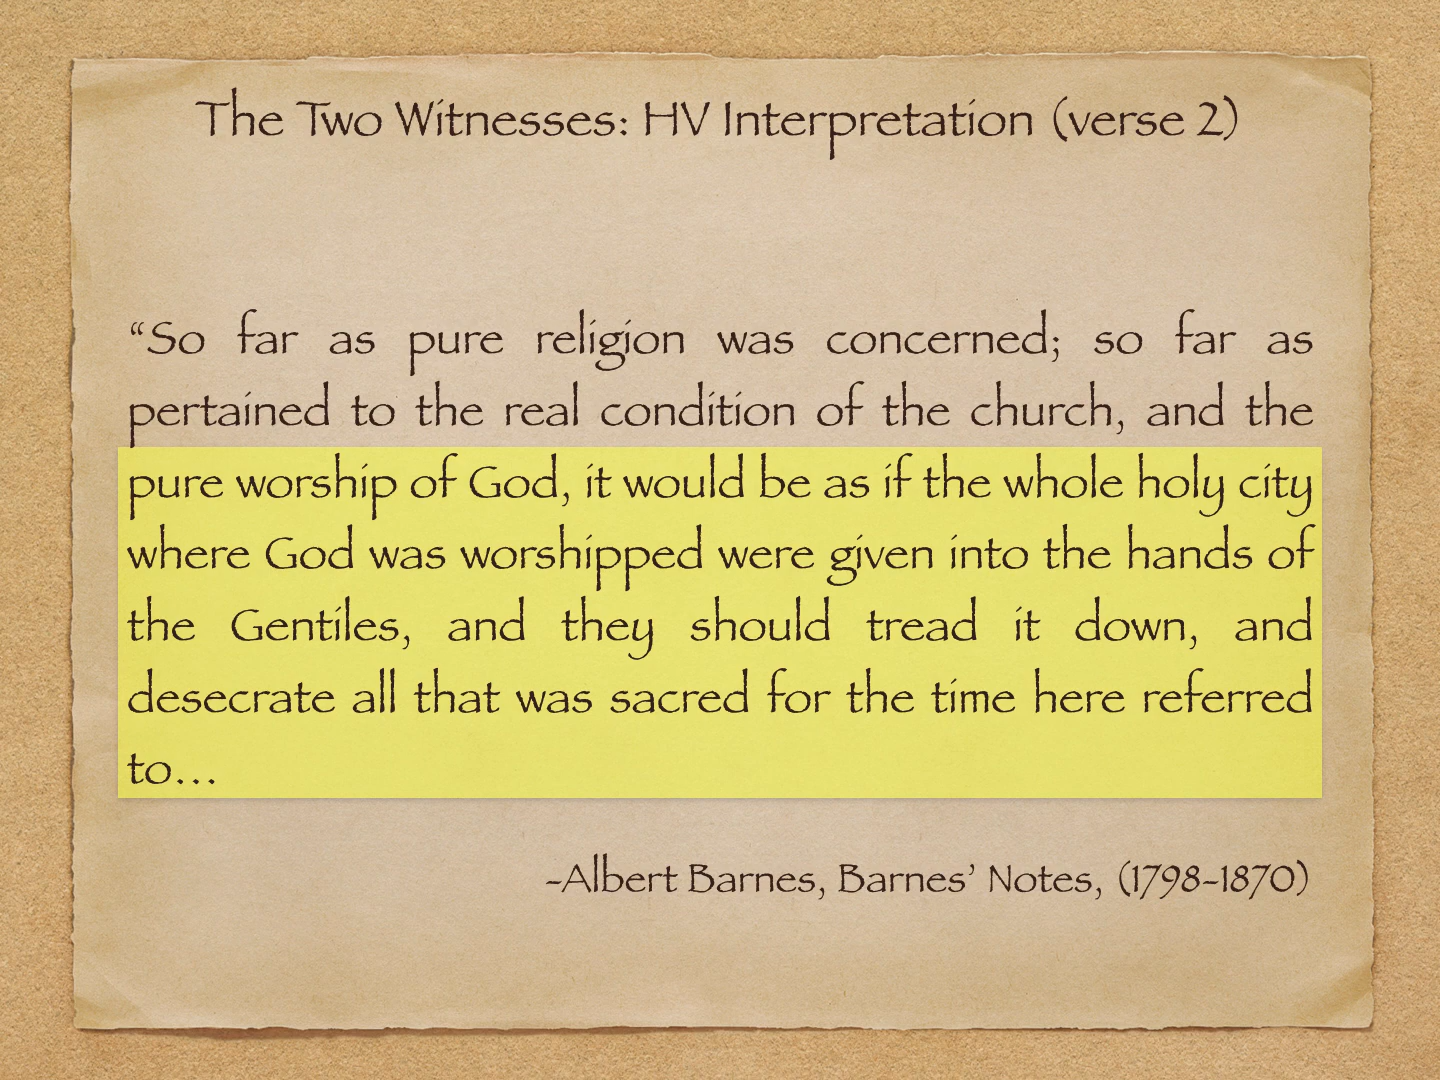 The Two Witnesses: HV Interpretation (verse 2)
“So far as pure religion was concerned; so far as
pertained to the real condition of the church, and the
pure worship of God, it would be as if the whole holy city
where God was worshipped were given into the hands of
the Gentiles, and they should tread it down, and
desecrate all that was sacred for the time here referred
to…
-Albert Barnes, Barnes’ Notes, (1798-1870)